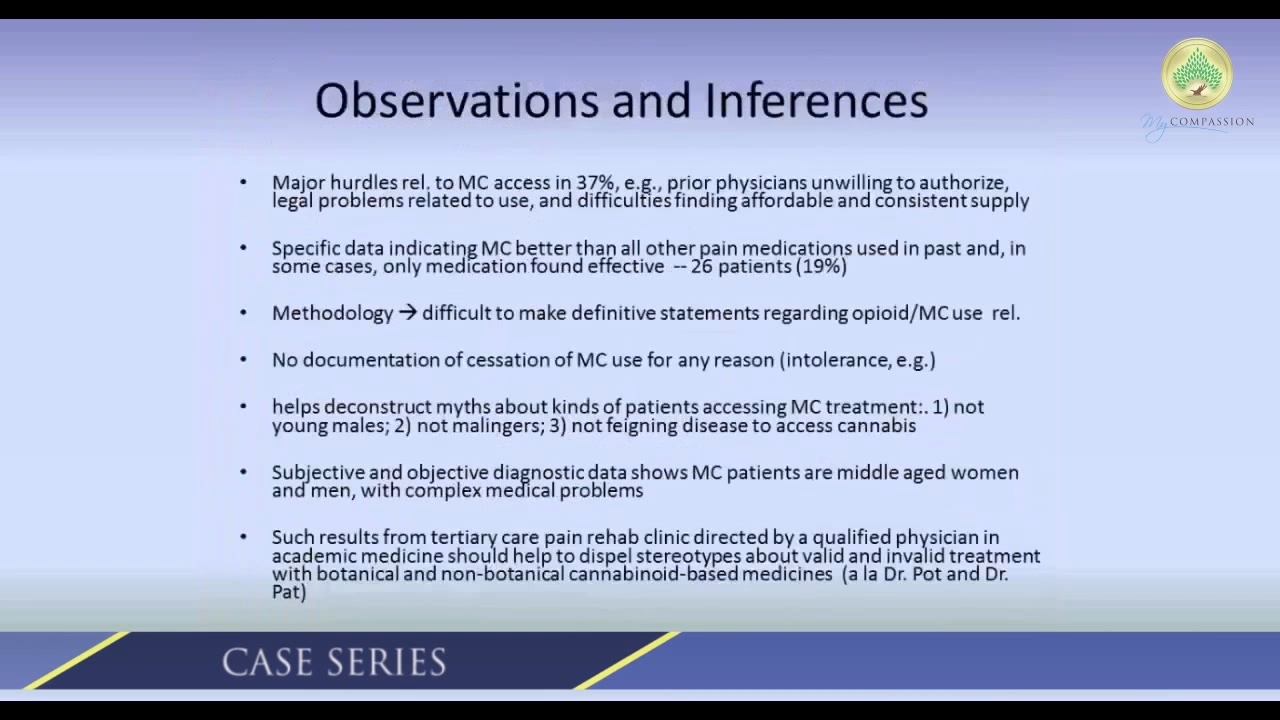 Observations and Inferences
My COMPASSION
• Major hurdles rel. to MC access in 37%, e.g., prior physicians unwilling to authorize,
legal problems related to use, and difficulties finding affordable and consistent supply
• Specific data indicating MC better than all other pain medications used in past and, in
some cases, only medication found effective -- 26 patients (19%)
• Methodology → difficult to make definitive statements regarding opioid/MC use rel.
• No documentation of cessation of MC use for any reason (intolerance, e.g.)
• helps deconstruct myths about kinds of patients accessing MC treatment:. 1) not
young males; 2) not malingers; 3) not feigning disease to access cannabis
• Subjective and objective diagnostic data shows MC patients are middle aged women
and men, with complex medical problems
• Such results from tertiary care pain rehab clinic directed by a qualified physician in
academic medicine should help to dispel stereotypes about valid and invalid treatment
with botanical and non-botanical cannabinoid-based medicines (a la Dr. Pot and Dr.
Pat)
CASE SERIES